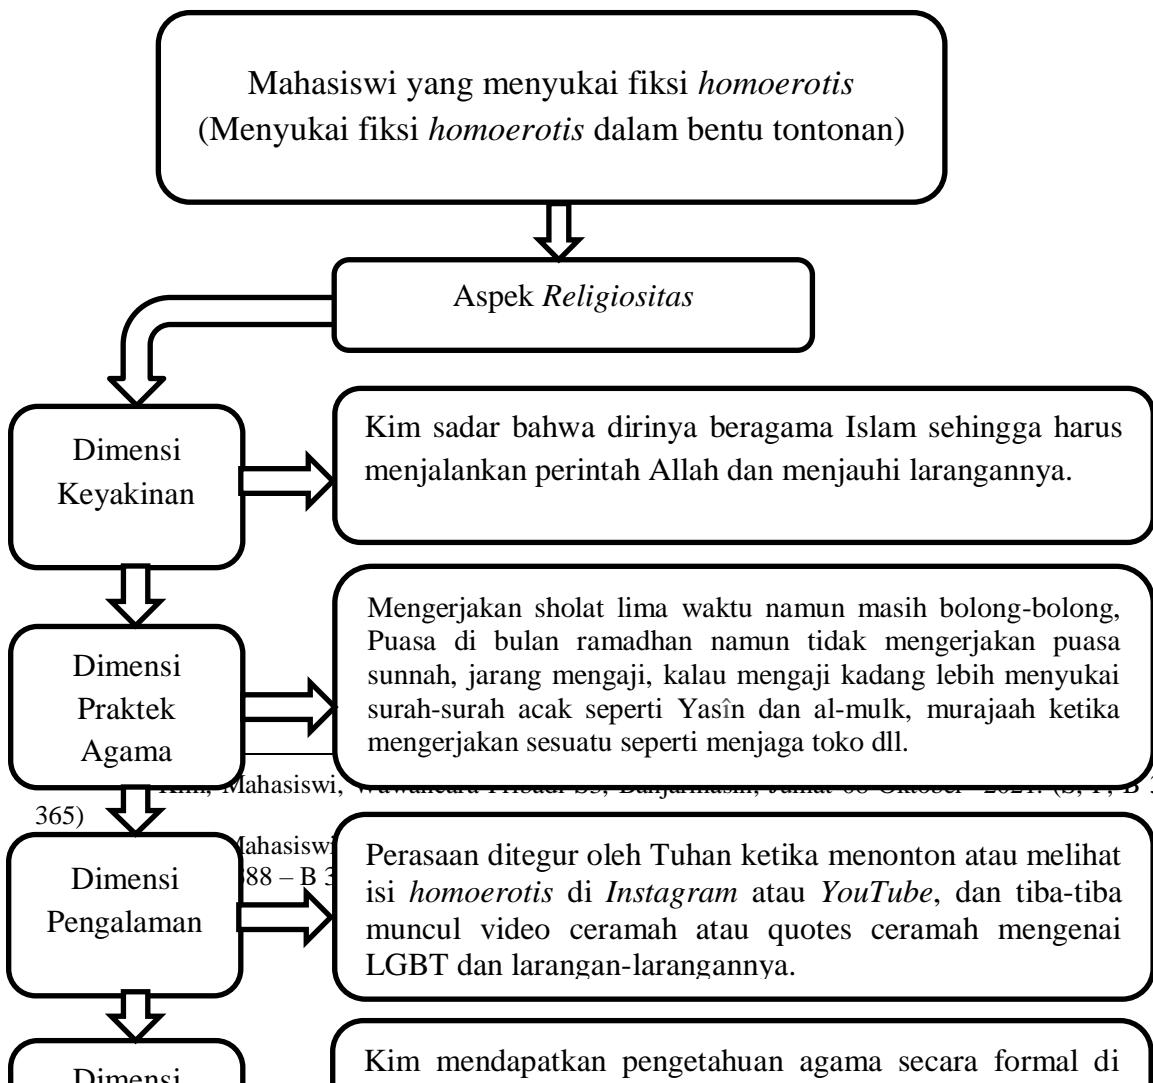 Mahasiswi yang menyukai fiksi homoerotis
(Menyukai fiksi homoerotis dalam bentu tontonan)
Aspek Religiositas
Dimensi
Keyakinan
Kim sadar bahwa dirinya beragama Islam sehingga harus
menjalankan perintah Allah dan menjauhi larangannya.
Dimensi
Praktek
Agama
Mengerjakan sholat lima waktu namun masih bolong-bolong,
Puasa di bulan ramadhan namun tidak mengerjakan puasa
sunnah, jarang mengaji, kalau mengaji kadang lebih menyukai
surah-surah acak seperti Yasîn dan al-mulk, murajaah ketika
mengerjakan sesuatu seperti menjaga toko dll.
Mahasiswi,
365)
Mahasiswi
88 – B 3
Dimensi
Pengalaman
Perasaan ditegur oleh Tuhan ketika menonton atau melihat
isi homoerotis di Instagram atau YouTube, dan tiba-tiba
muncul video ceramah atau quotes ceramah mengenai
LGBT dan larangan-larangannya.
Dimensi
Kim mendapatkan pengetahuan agama secara formal di